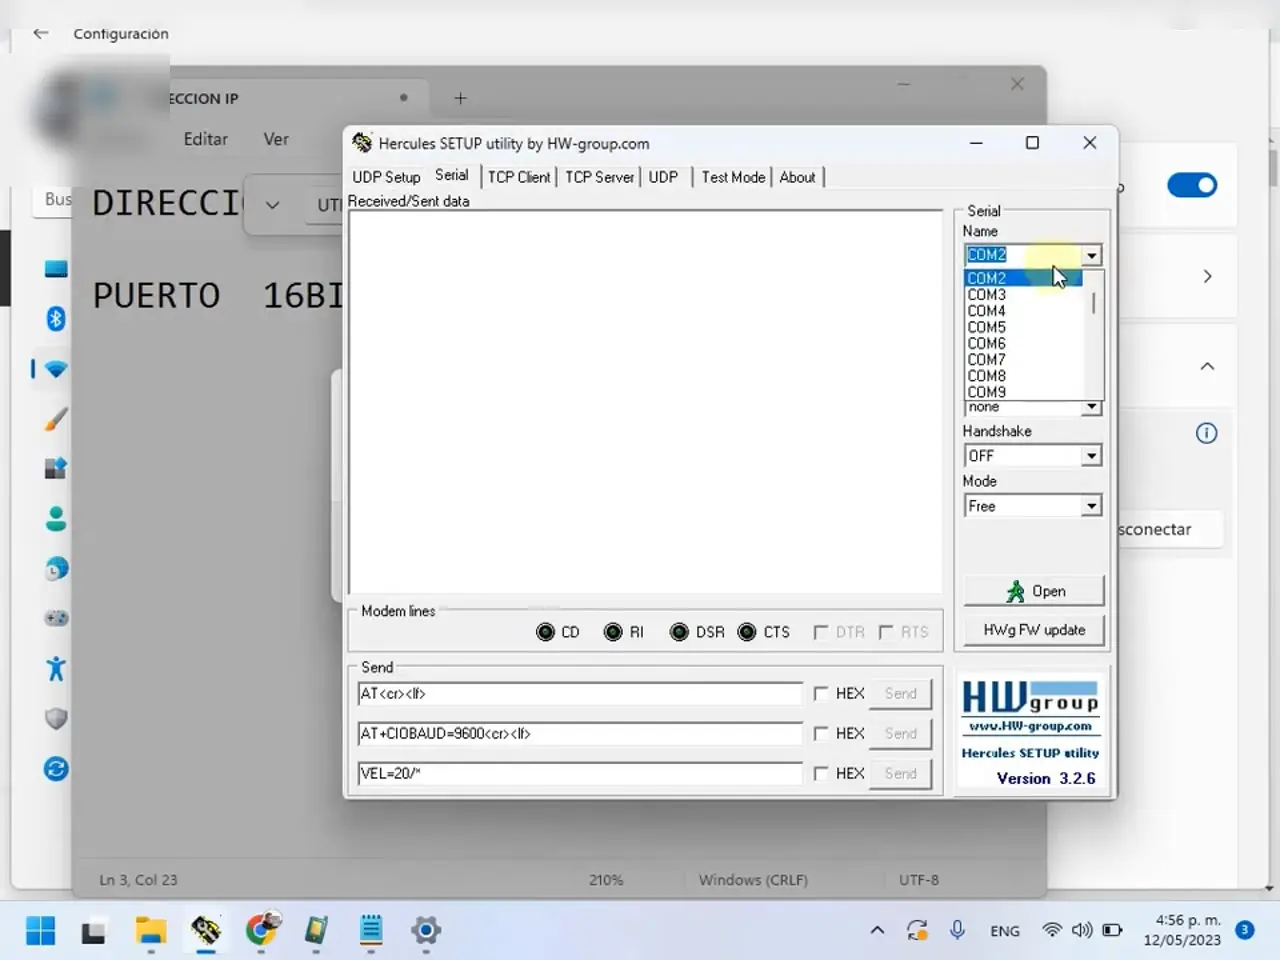 Configuración
ECCION IP
Editar
Ver
Hercules SETUP utility by HW-group.com
UDP Setup
Serial
TCP Client
TCP Server
UDP
Test Mode
About
Bus
DIRECCI
UTI
Received/Sent data
Serial
Name
COM2
COM2
COM3
COM4
COM5
COM6
COM7
COM8
COM9
none
PUERTO 16BI
Handshake
OFF
Mode
Free
sconectar
Open
HWg FW update
Modem lines
CD
RI
DSR
CTS
DTR
RTS
Send
AT<cr><lf>
HEX
Send
AT+CIOBAUD=9600<cr><lf>
HEX
Send
VEL=20/*
HEX
Send
HW group
www.HW-group.com
Hercules SETUP utility
Version 3.2.6
Ln 3, Col 23
210%
Windows (CRLF)
UTF-8
ENG
4:56 p. m.
12/05/2023
3